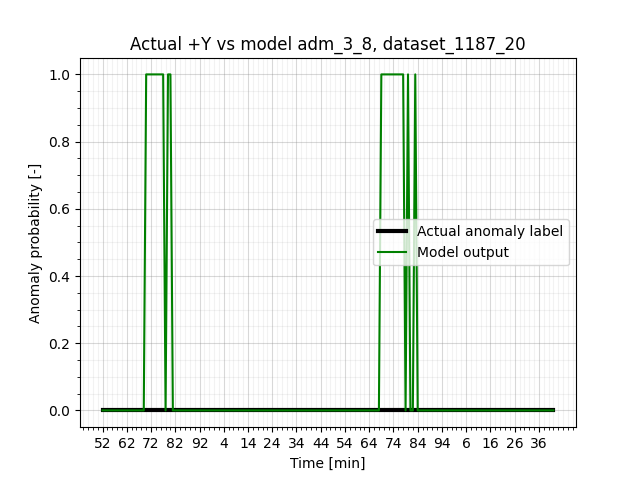 Actual +Y vs model adm_3_8, dataset_1187_20
Anomaly probability [-]
1.0
0.8
0.6
0.4
0.2
0.0
Actual anomaly label
Model output
52 62 72 82 92 4 14 24 34 44 54 64 74 84 94 6 16 26 36
Time [min]